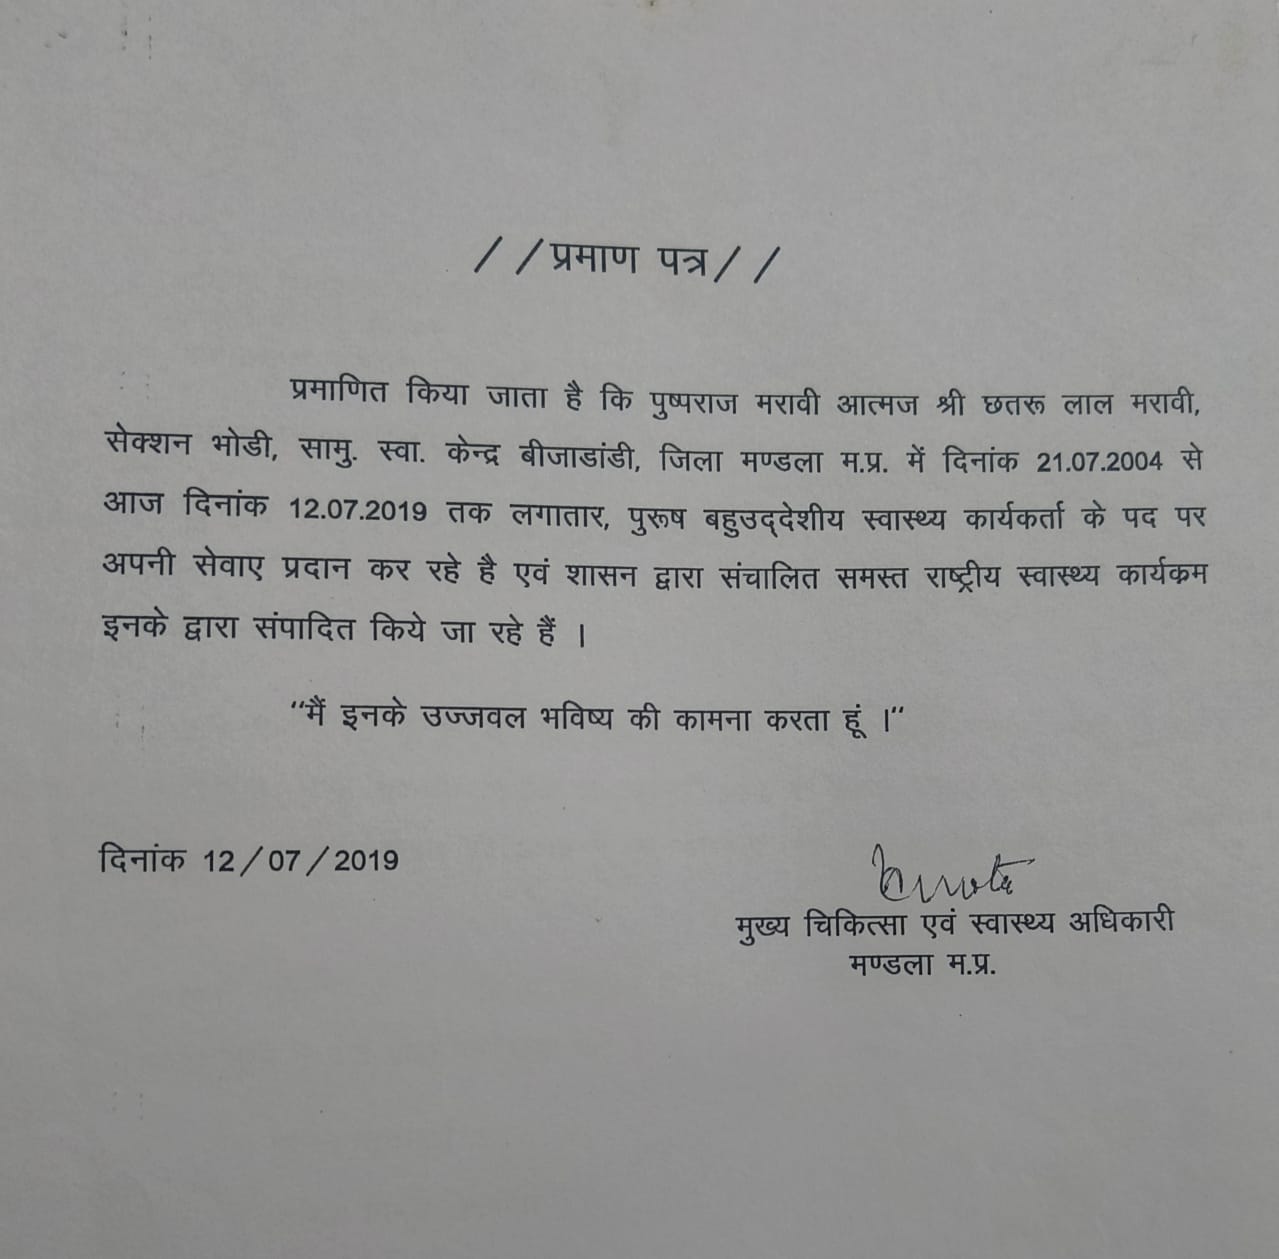 //प्रमाण पत्र//
प्रमाणित किया जाता है कि पुष्पराज मरावी आत्मज श्री छतरू लाल मरावी,
सेक्शन भोडी, सामु. स्वा. केन्द्र बीजाडांडी, जिला मण्डला म.प्र. में दिनांक 21.07.2004 से
आज दिनांक 12.07.2019 तक लगातार, पुरूष बहुउद्देशीय स्वास्थ्य कार्यकर्ता के पद पर
अपनी सेवाए प्रदान कर रहे है एवं शासन द्वारा संचालित समस्त राष्ट्रीय स्वास्थ्य कार्यकम
इनके द्वारा संपादित किये जा रहे हैं ।
“मैं इनके उज्जवल भविष्य की कामना करता हूं ।”
दिनांक 12/07/2019
मुख्य चिकित्सा एवं स्वास्थ्य अधिकारी
मण्डला म.प्र.